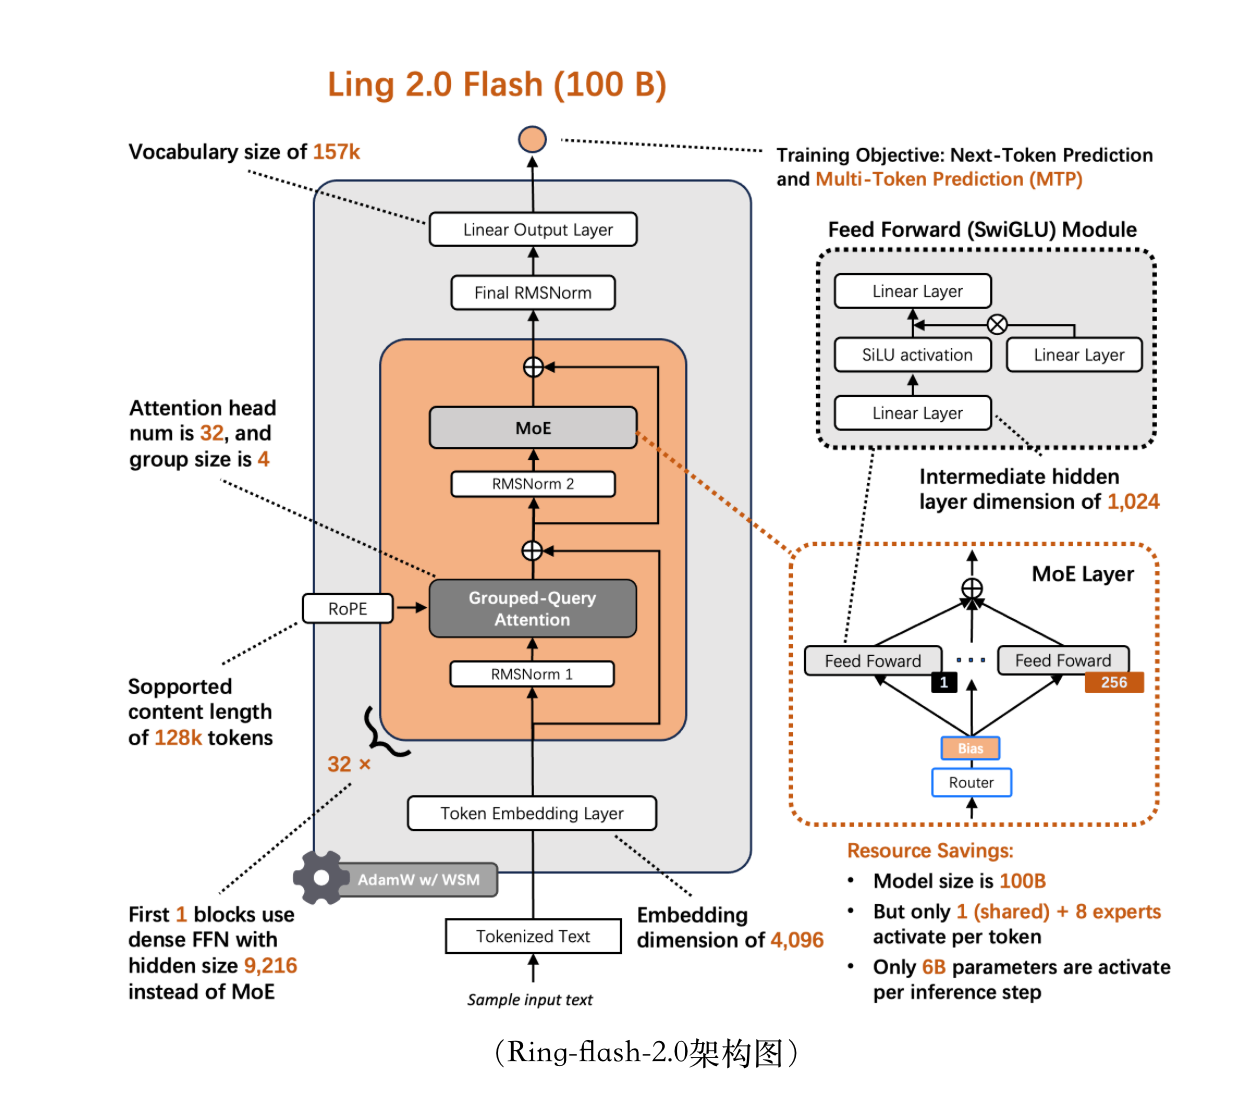 Ling 2.0 Flash (100 B)
Vocabulary size of 157k
Training Objective: Next-Token Prediction
and Multi-Token Prediction (MTP)
Linear Output Layer
Final RMSNorm
Feed Forward (SwiGLU) Module
Linear Layer
SiLU activation
Linear Layer
Linear Layer
Intermediate hidden
layer dimension of 1,024
Attention head
num is 32, and
group size is 4
MoE
RMSNorm 2
Grouped-Query
Attention
RoPE
RMSNorm 1
Sopported
content length
of 128k tokens
32 ×
MoE Layer
Feed Foward
1
....
Feed Foward
256
Bias
Router
Token Embedding Layer
AdamW w/ WSM
First 1 blocks use
dense FFN with
hidden size 9,216
instead of MoE
Tokenized Text
Sample input text
Embedding
dimension of 4,096
Resource Savings:
• Model size is 100B
• But only 1 (shared) + 8 experts
activate per token
• Only 6B parameters are activate
per inference step
（Ring-flash-2.0架构图）